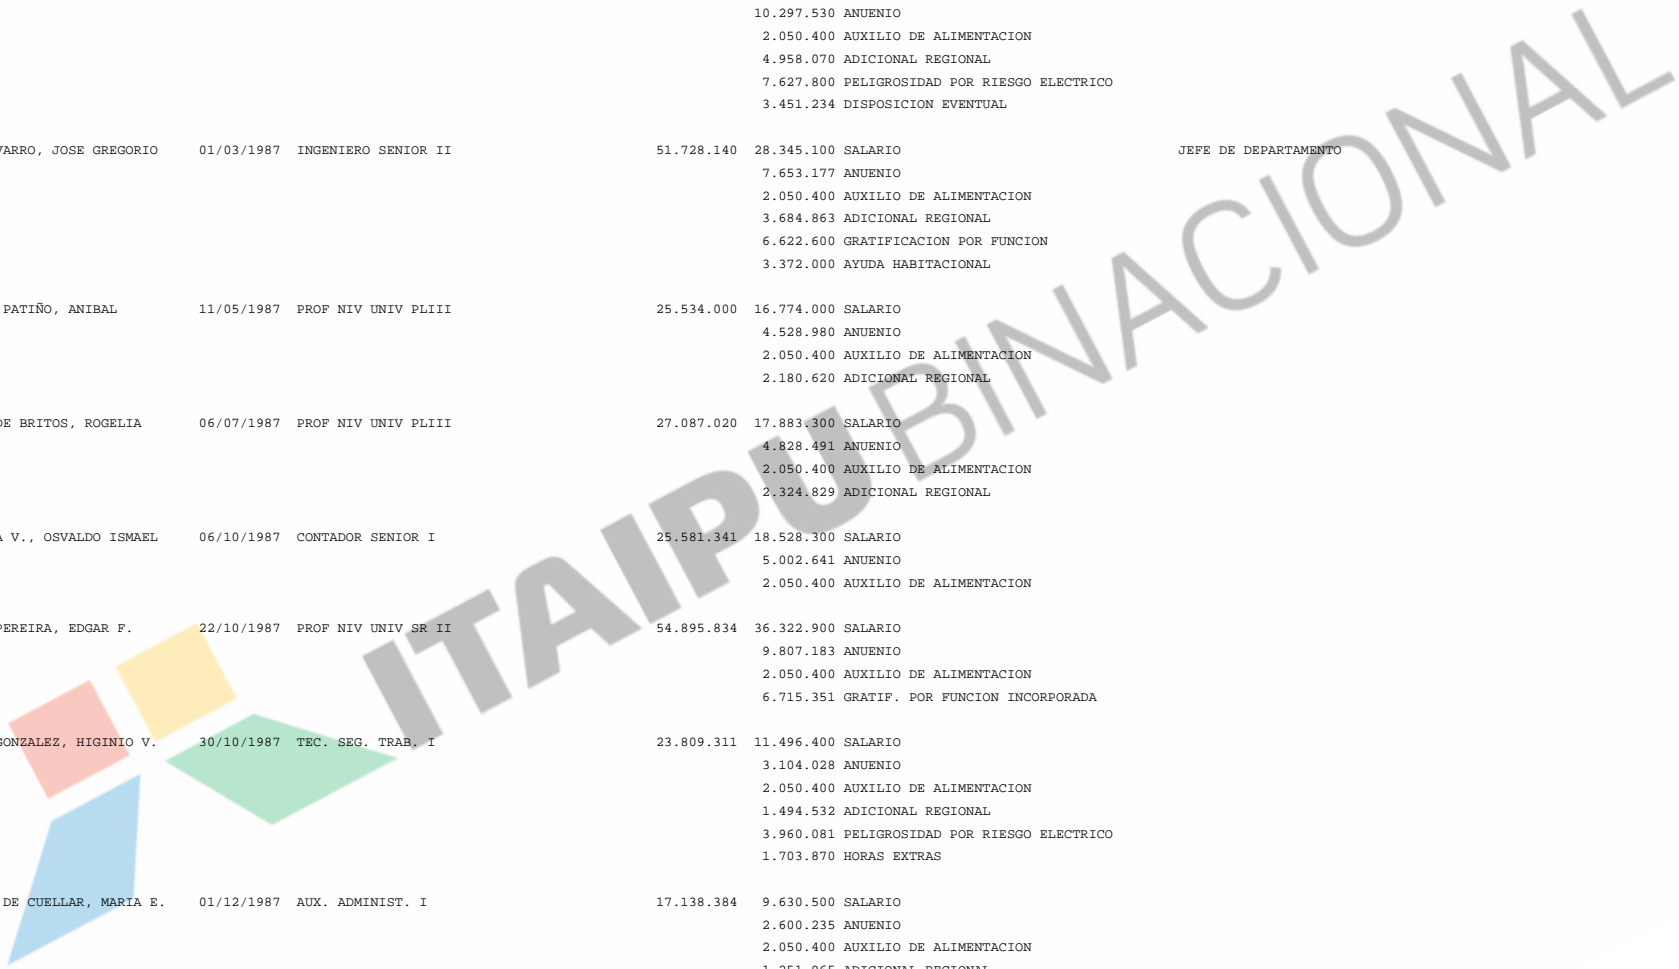 10.297.530 ANUENIO
2.050.400 AUXILIO DE ALIMENTACION
4.958.070 ADICIONAL REGIONAL
7.627.800 PELIGROSIDAD POR RIESGO ELECTRICO
3.451.234 DISPOSICION EVENTUAL
VARRO, JOSE GREGORIO 01/03/1987 INGENIERO SENIOR II 51.728.140 28.345.100 SALARIO JEFE DE DEPARTAMENTO
7.653.177 ANUENIO
2.050.400 AUXILIO DE ALIMENTACION
3.684.863 ADICIONAL REGIONAL
6.622.600 GRATIFICACION POR FUNCION
3.372.000 AYUDA HABITACIONAL
PATIÑO, ANIBAL 11/05/1987 PROF NIV UNIV PLIII 25.534.000 16.774.000 SALARIO
4.528.980 ANUENIO
2.050.400 AUXILIO DE ALIMENTACION
2.180.620 ADICIONAL REGIONAL
DE BRITOS, ROGELIA 06/07/1987 PROF NIV UNIV PLIII 27.087.020 17.883.300 SALARIO
4.828.491 ANUENIO
2.050.400 AUXILIO DE ALIMENTACION
2.324.829 ADICIONAL REGIONAL
A V., OSVALDO ISMAEL 06/10/1987 CONTADOR SENIOR I 25.581.341 18.528.300 SALARIO
5.002.641 ANUENIO
2.050.400 AUXILIO DE ALIMENTACION
PEREIRA, EDGAR F. 22/10/1987 PROF NIV UNIV SR II 54.895.834 36.322.900 SALARIO
9.807.183 ANUENIO
2.050.400 AUXILIO DE ALIMENTACION
6.715.351 GRATIF. POR FUNCION INCORPORADA
GONZALEZ, HIGINIO V. 30/10/1987 TEC. SEG. TRAB. I 23.809.311 11.496.400 SALARIO
3.104.028 ANUENIO
2.050.400 AUXILIO DE ALIMENTACION
1.494.532 ADICIONAL REGIONAL
3.960.081 PELIGROSIDAD POR RIESGO ELECTRICO
1.703.870 HORAS EXTRAS
DE CUELLAR, MARIA E. 01/12/1987 AUX. ADMINIST. I 17.138.384 9.630.500 SALARIO
2.600.235 ANUENIO
2.050.400 AUXILIO DE ALIMENTACION
1.251.965 ADICIONAL REGIONAL
ITAIPU BINACIONAL